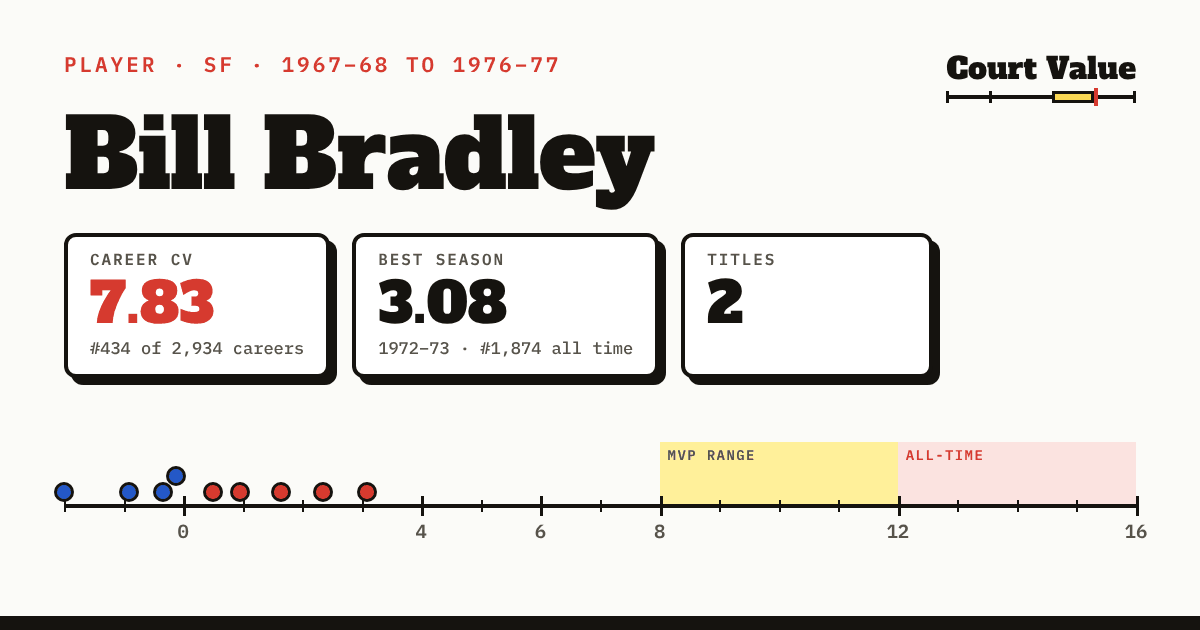 PLAYER · SF · 1967–68 TO 1976–77
Court Value
Bill Bradley
CAREER CV
7.83
#434 of 2,934 careers
BEST SEASON
3.08
1972–73 · #1,874 all time
TITLES
2
MVP RANGE
ALL-TIME
0 4 6 8 12 16